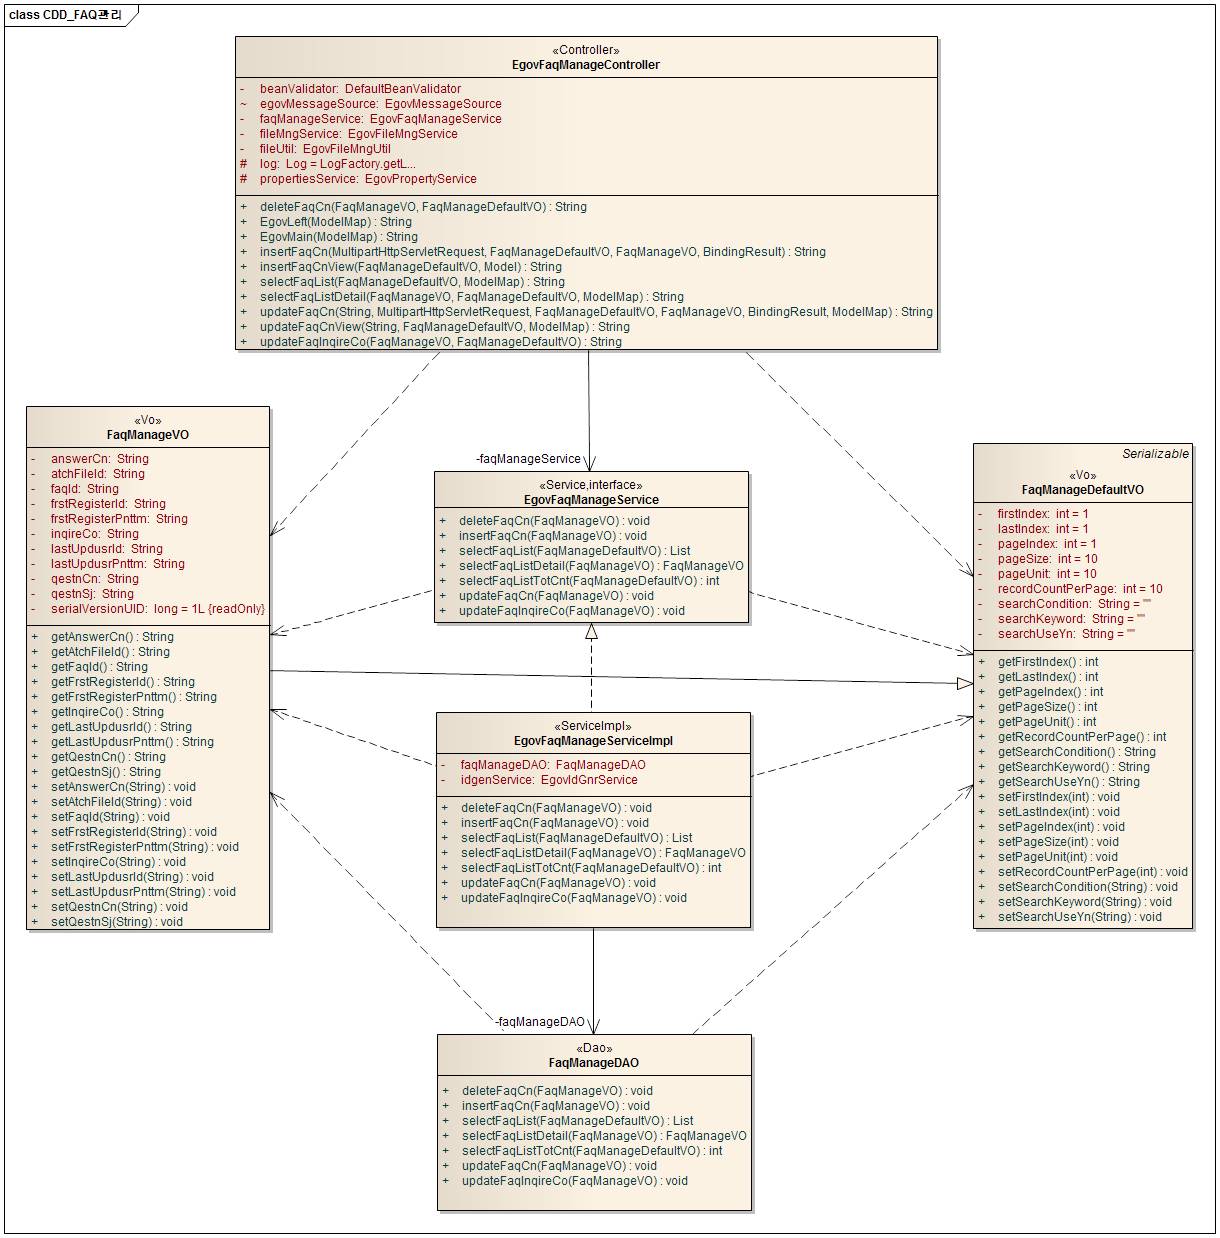 class CDD_FAQ관리
«Controller»
EgovFaqManageController
- beanValidator: DefaultBeanValidator
~ egovMessageSource: EgovMessageSource
- faqManageService: EgovFaqManageService
- fileMngService: EgovFileMngService
- fileUtil: EgovFileMngUtil
# log: Log = LogFactory.getL...
# propertiesService: EgovPropertyService
+ deleteFaqCn(FaqManageVO, FaqManageDefaultVO) : String
+ EgovLeft(ModelMap) : String
+ EgovMain(ModelMap) : String
+ insertFaqCn(MultipartHttpServletRequest, FaqManageDefaultVO, FaqManageVO, BindingResult) : String
+ insertFaqCnView(FaqManageDefaultVO, Model) : String
+ selectFaqList(FaqManageDefaultVO, ModelMap) : String
+ selectFaqListDetail(FaqManageVO, FaqManageDefaultVO, ModelMap) : String
+ updateFaqCn(String, MultipartHttpServletRequest, FaqManageDefaultVO, FaqManageVO, BindingResult, ModelMap) : String
+ updateFaqCnView(String, FaqManageDefaultVO, ModelMap) : String
+ updateFaqInqireCo(FaqManageVO, FaqManageDefaultVO) : String
«Vo»
FaqManageVO
- answerCn: String
- atchFileId: String
- faqId: String
- frstRegisterId: String
- frstRegisterPnttm: String
- inqireCo: String
- lastUpdusrId: String
- lastUpdusrPnttm: String
- qestnCn: String
- qestnSj: String
- serialVersionUID: long = 1L {readOnly}
+ getAnswerCn() : String
+ getAtchFileId() : String
+ getFaqId() : String
+ getFrstRegisterId() : String
+ getFrstRegisterPnttm() : String
+ getInqireCo() : String
+ getLastUpdusrId() : String
+ getLastUpdusrPnttm() : String
+ getQestnCn() : String
+ getQestnSj() : String
+ setAnswerCn(String) : void
+ setAtchFileId(String) : void
+ setFaqId(String) : void
+ setFrstRegisterId(String) : void
+ setFrstRegisterPnttm(String) : void
+ setInqireCo(String) : void
+ setLastUpdusrId(String) : void
+ setLastUpdusrPnttm(String) : void
+ setQestnCn(String) : void
+ setQestnSj(String) : void
-faqManageService
«Service,interface»
EgovFaqManageService
+ deleteFaqCn(FaqManageVO) : void
+ insertFaqCn(FaqManageVO) : void
+ selectFaqList(FaqManageDefaultVO) : List
+ selectFaqListDetail(FaqManageVO) : FaqManageVO
+ selectFaqListTotCnt(FaqManageDefaultVO) : int
+ updateFaqCn(FaqManageVO) : void
+ updateFaqInqireCo(FaqManageVO) : void
«ServiceImpl»
EgovFaqManageServiceImpl
- faqManageDAO: FaqManageDAO
- idgenService: EgovIdGnrService
+ deleteFaqCn(FaqManageVO) : void
+ insertFaqCn(FaqManageVO) : void
+ selectFaqList(FaqManageDefaultVO) : List
+ selectFaqListDetail(FaqManageVO) : FaqManageVO
+ selectFaqListTotCnt(FaqManageDefaultVO) : int
+ updateFaqCn(FaqManageVO) : void
+ updateFaqInqireCo(FaqManageVO) : void
-faqManageDAO
«Dao»
FaqManageDAO
+ deleteFaqCn(FaqManageVO) : void
+ insertFaqCn(FaqManageVO) : void
+ selectFaqList(FaqManageDefaultVO) : List
+ selectFaqListDetail(FaqManageVO) : FaqManageVO
+ selectFaqListTotCnt(FaqManageDefaultVO) : int
+ updateFaqCn(FaqManageVO) : void
+ updateFaqInqireCo(FaqManageVO) : void
Serializable
«Vo»
FaqManageDefaultVO
- firstIndex: int = 1
- lastIndex: int = 1
- pageIndex: int = 1
- pageSize: int = 10
- pageUnit: int = 10
- recordCountPerPage: int = 10
- searchCondition: String = ""
- searchKeyword: String = ""
- searchUseYn: String = ""
+ getFirstIndex() : int
+ getLastIndex() : int
+ getPageIndex() : int
+ getPageSize() : int
+ getPageUnit() : int
+ getRecordCountPerPage() : int
+ getSearchCondition() : String
+ getSearchKeyword() : String
+ getSearchUseYn() : String
+ setFirstIndex(int) : void
+ setLastIndex(int) : void
+ setPageIndex(int) : void
+ setPageSize(int) : void
+ setPageUnit(int) : void
+ setRecordCountPerPage(int) : void
+ setSearchCondition(String) : void
+ setSearchKeyword(String) : void
+ setSearchUseYn(String) : void